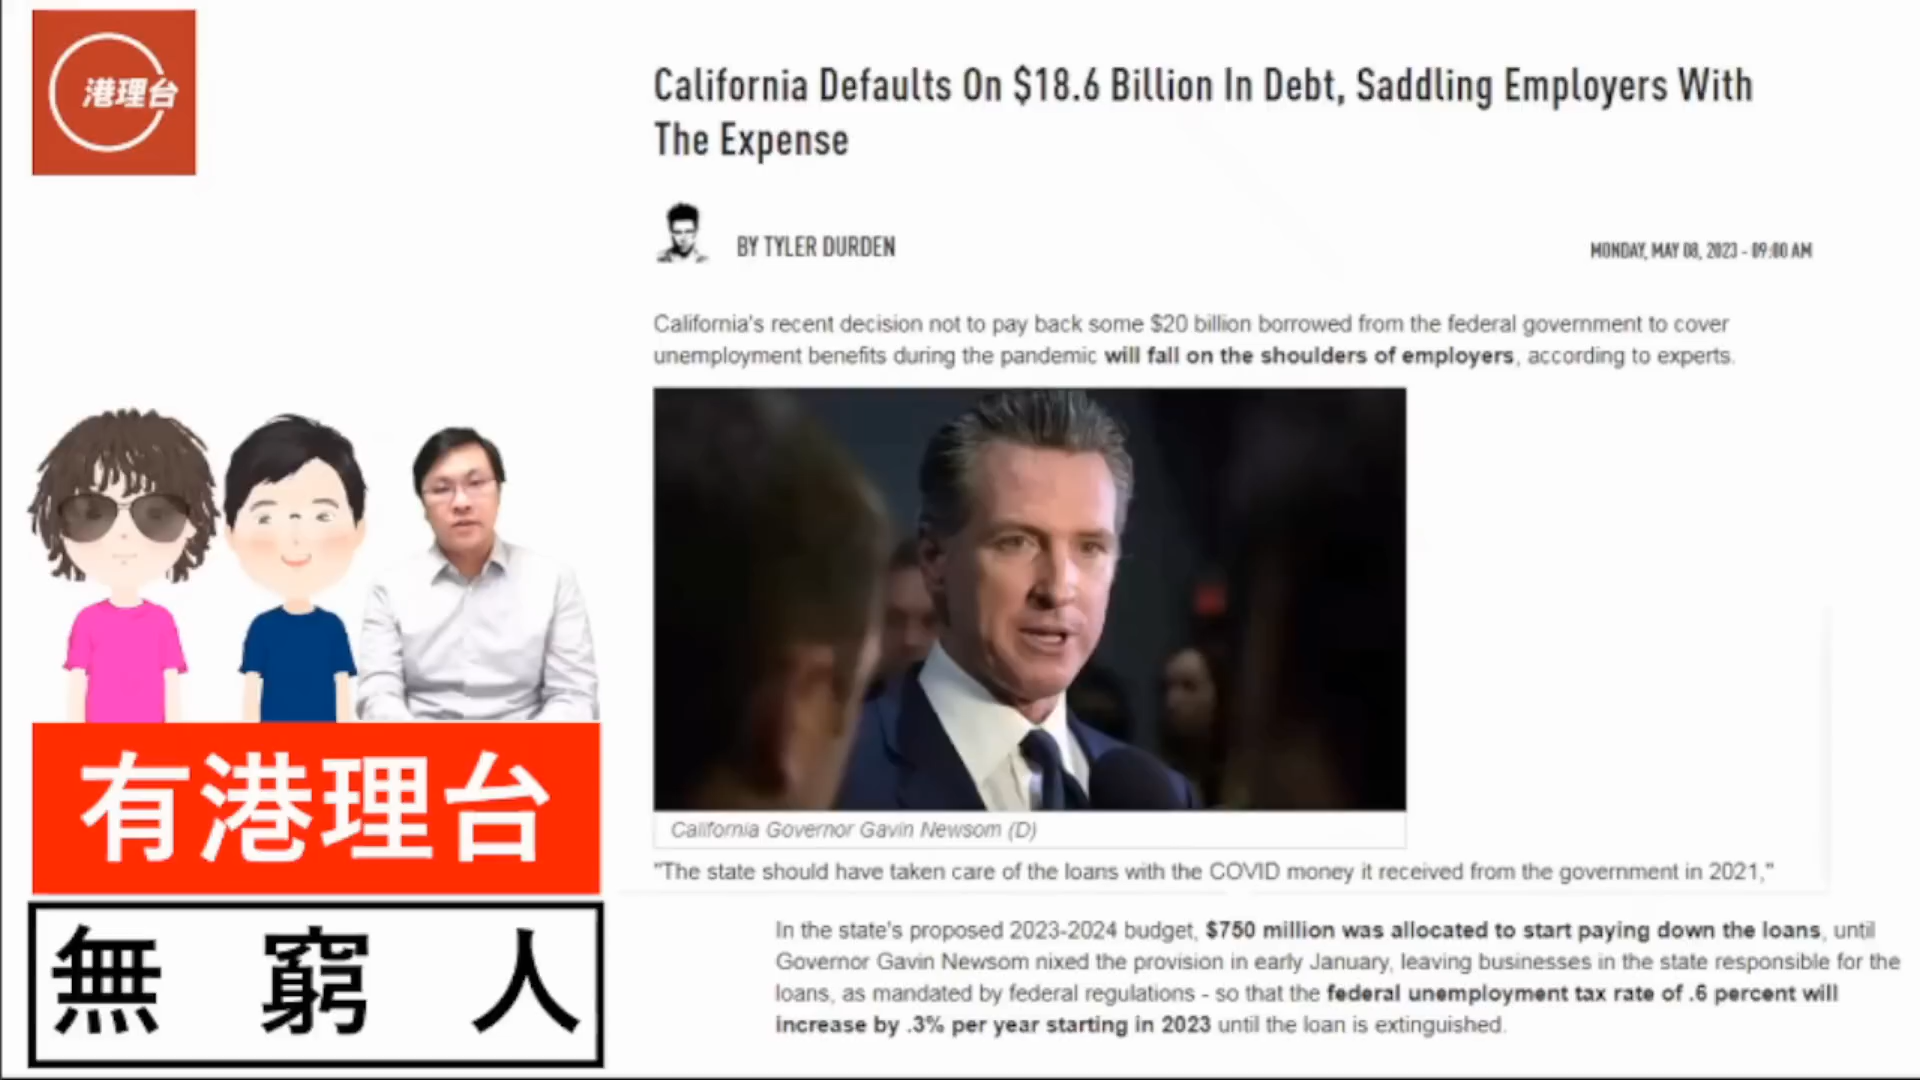 港理台
California Defaults On $18.6 Billion In Debt, Saddling Employers With
The Expense
BY TYLER DURDEN
MONDAY, MAY 08, 2023 - 09:00 AM
California's recent decision not to pay back some $20 billion borrowed from the federal government to cover
unemployment benefits during the pandemic will fall on the shoulders of employers, according to experts.
California Governor Gavin Newsom (D)
"The state should have taken care of the loans with the COVID money it received from the government in 2021,"
In the state's proposed 2023-2024 budget, $750 million was allocated to start paying down the loans, until
Governor Gavin Newsom nixed the provision in early January, leaving businesses in the state responsible for the
loans, as mandated by federal regulations - so that the federal unemployment tax rate of .6 percent will
increase by .3% per year starting in 2023 until the loan is extinguished.
有港理台
無窮人